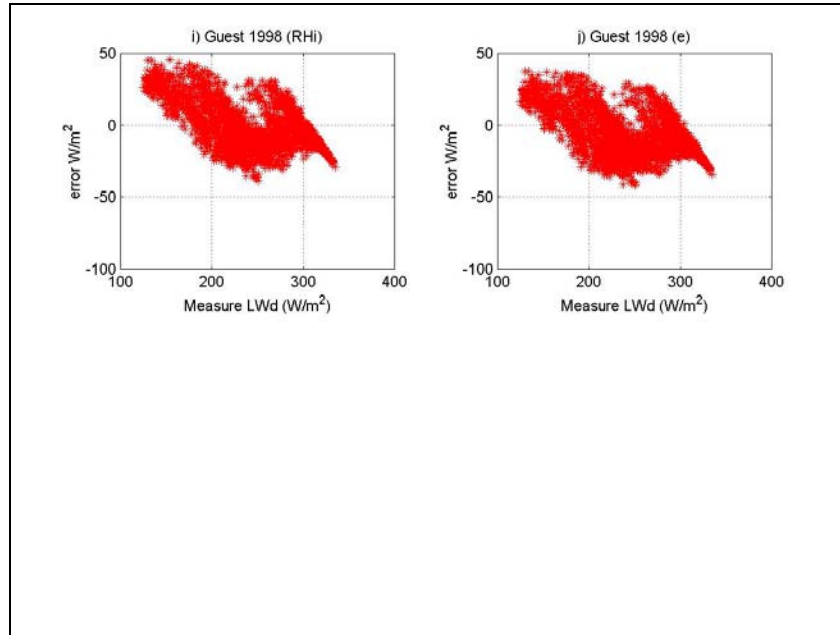 i) Guest 1998 (RHi)
50
0
-50
-100
error W/m²
100
200
300
400
Measure LWd (W/m²)
j) Guest 1998 (e)
50
0
-50
-100
error W/m²
100
200
300
400
Measure LWd (W/m²)